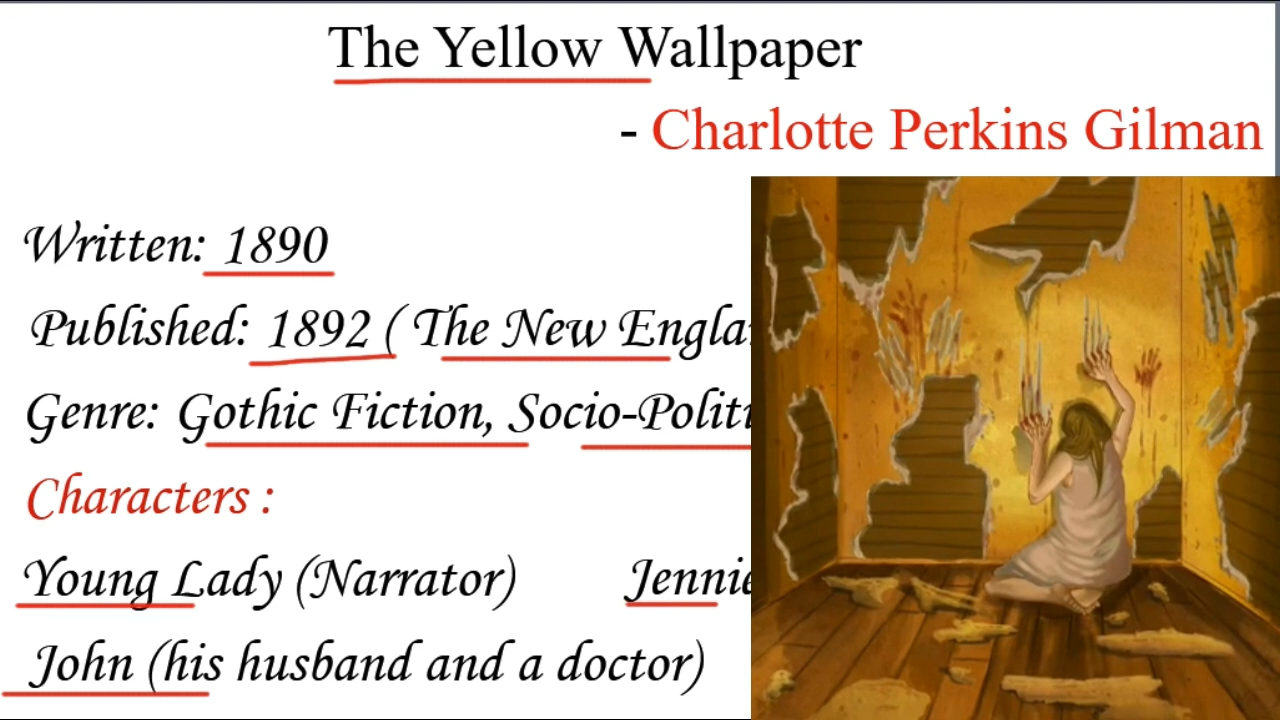 The Yellow Wallpaper
- Charlotte Perkins Gilman
Written: 1890
Published: 1892 ( The New
Genre: Gothic Fiction,
Characters :
Young Lady (Narrator) Jennie
John (his husband and a doctor)